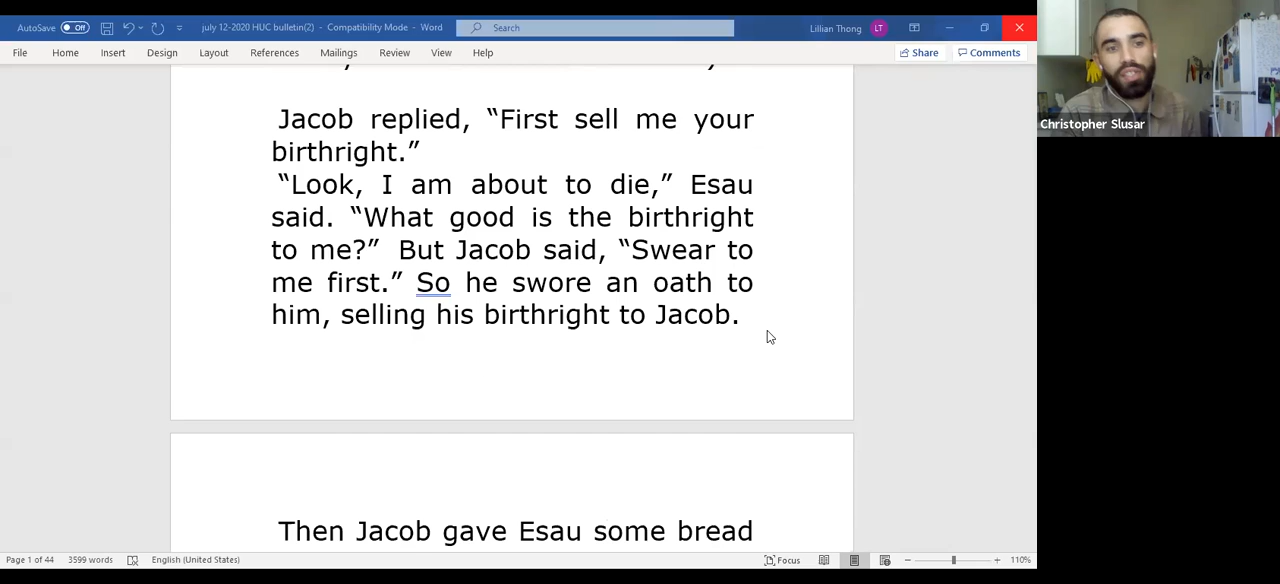 AutoSave Off july 12-2020 HUC bulletin(2) - Compatibility Mode - Word Search Lillian Thong LT
File Home Insert Design Layout References Mailings Review View Help Share Comments
Jacob replied, “First sell me your
birthright.”
“Look, I am about to die,” Esau
said. “What good is the birthright
to me?” But Jacob said, “Swear to
me first.” So he swore an oath to
him, selling his birthright to Jacob.
Then Jacob gave Esau some bread
Page 1 of 44 3599 words English (United States) Focus 110%
Christopher Slusar